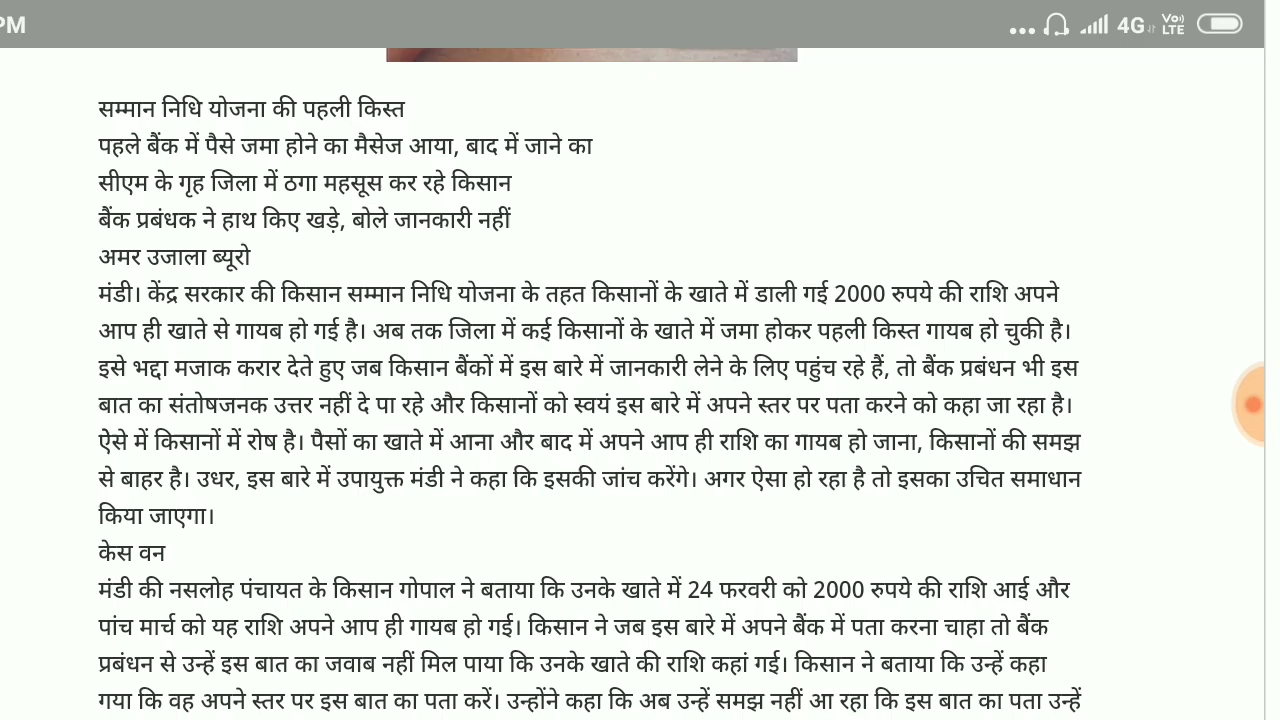 PM
... 4G Vo)) LTE
सम्मान निधि योजना की पहली किस्त
पहले बैंक में पैसे जमा होने का मैसेज आया, बाद में जाने का
सीएम के गृह जिला में ठगा महसूस कर रहे किसान
बैंक प्रबंधक ने हाथ किए खड़े, बोले जानकारी नहीं
अमर उजाला ब्यूरो
मंडी। केंद्र सरकार की किसान सम्मान निधि योजना के तहत किसानों के खाते में डाली गई 2000 रुपये की राशि अपने
आप ही खाते से गायब हो गई है। अब तक जिला में कई किसानों के खाते में जमा होकर पहली किस्त गायब हो चुकी है।
इसे भद्दा मजाक करार देते हुए जब किसान बैंकों में इस बारे में जानकारी लेने के लिए पहुंच रहे हैं, तो बैंक प्रबंधन भी इस
बात का संतोषजनक उत्तर नहीं दे पा रहे और किसानों को स्वयं इस बारे में अपने स्तर पर पता करने को कहा जा रहा है।
ऐसे में किसानों में रोष है। पैसों का खाते में आना और बाद में अपने आप ही राशि का गायब हो जाना, किसानों की समझ
से बाहर है। उधर, इस बारे में उपायुक्त मंडी ने कहा कि इसकी जांच करेंगे। अगर ऐसा हो रहा है तो इसका उचित समाधान
किया जाएगा।
केस वन
मंडी की नसलोह पंचायत के किसान गोपाल ने बताया कि उनके खाते में 24 फरवरी को 2000 रुपये की राशि आई और
पांच मार्च को यह राशि अपने आप ही गायब हो गई। किसान ने जब इस बारे में अपने बैंक में पता करना चाहा तो बैंक
प्रबंधन से उन्हें इस बात का जवाब नहीं मिल पाया कि उनके खाते की राशि कहां गई। किसान ने बताया कि उन्हें कहा
गया कि वह अपने स्तर पर इस बात का पता करें। उन्होंने कहा कि अब उन्हें समझ नहीं आ रहा कि इस बात का पता उन्हें